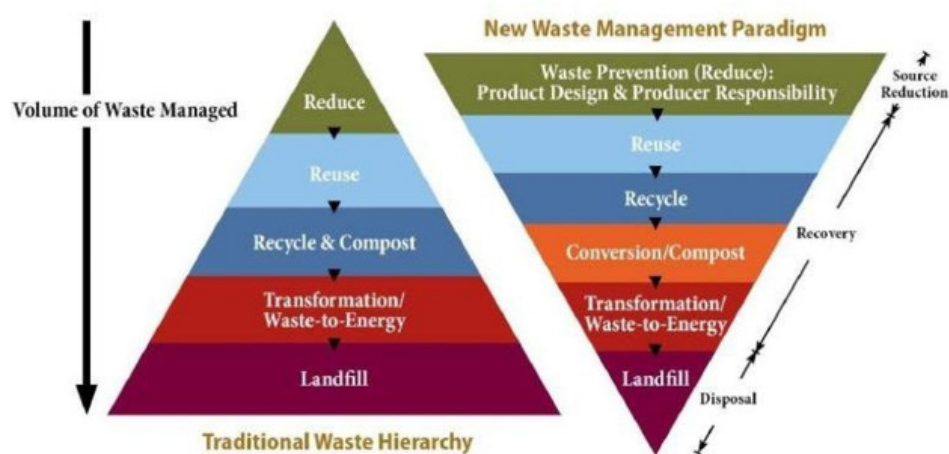 New Waste Management Paradigm
Volume of Waste Managed
Reduce
Reuse
Recycle & Compost
Transformation/
Waste-to-Energy
Landfill
Traditional Waste Hierarchy
Waste Prevention (Reduce):
Product Design & Producer Responsibility
Reuse
Recycle
Conversion/Compost
Transformation/
Waste-to-Energy
Landfill
Source
Reduction
Recovery
Disposal